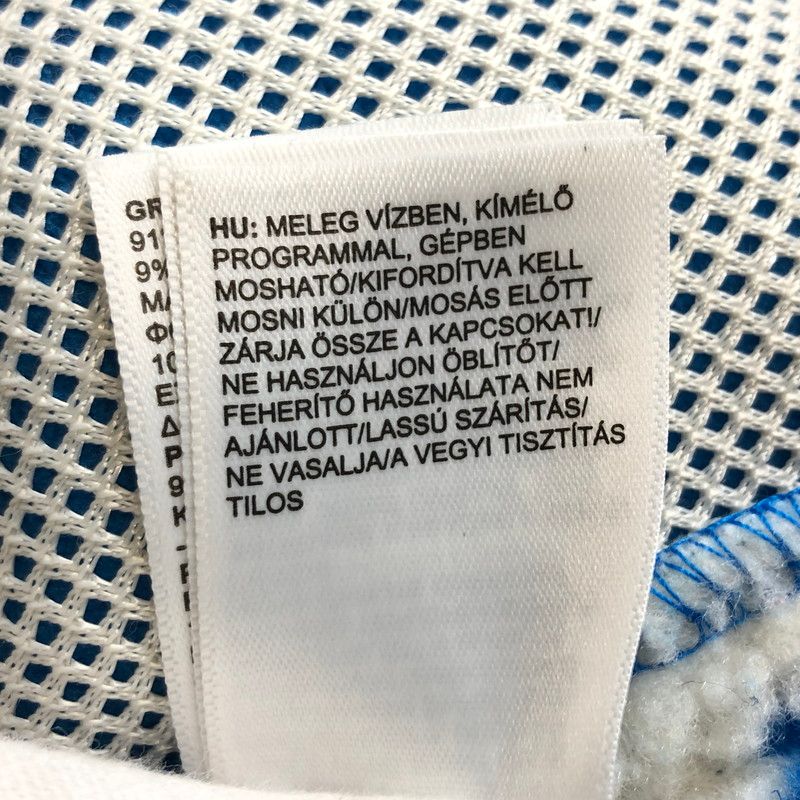 HU: MELEG VÍZBEN, KÍMÉLŐ
PROGRAMMAL, GÉPBEN
MOSHATÓ/KIFORDÍTVA KELL
MOSNI KÜLÖN/MOSÁS ELŐTT
ZÁRJA ÖSSZE A KAPCSOKAT!/
NE HASZNÁLJON ÖBLÍTŐT/
FEHERÍTŐ HASZNÁLATA NEM
AJÁNLOTT/LASSÚ SZÁRÍTÁS/
NE VASALJA/A VEGYI TISZTÍTÁS
TILOS